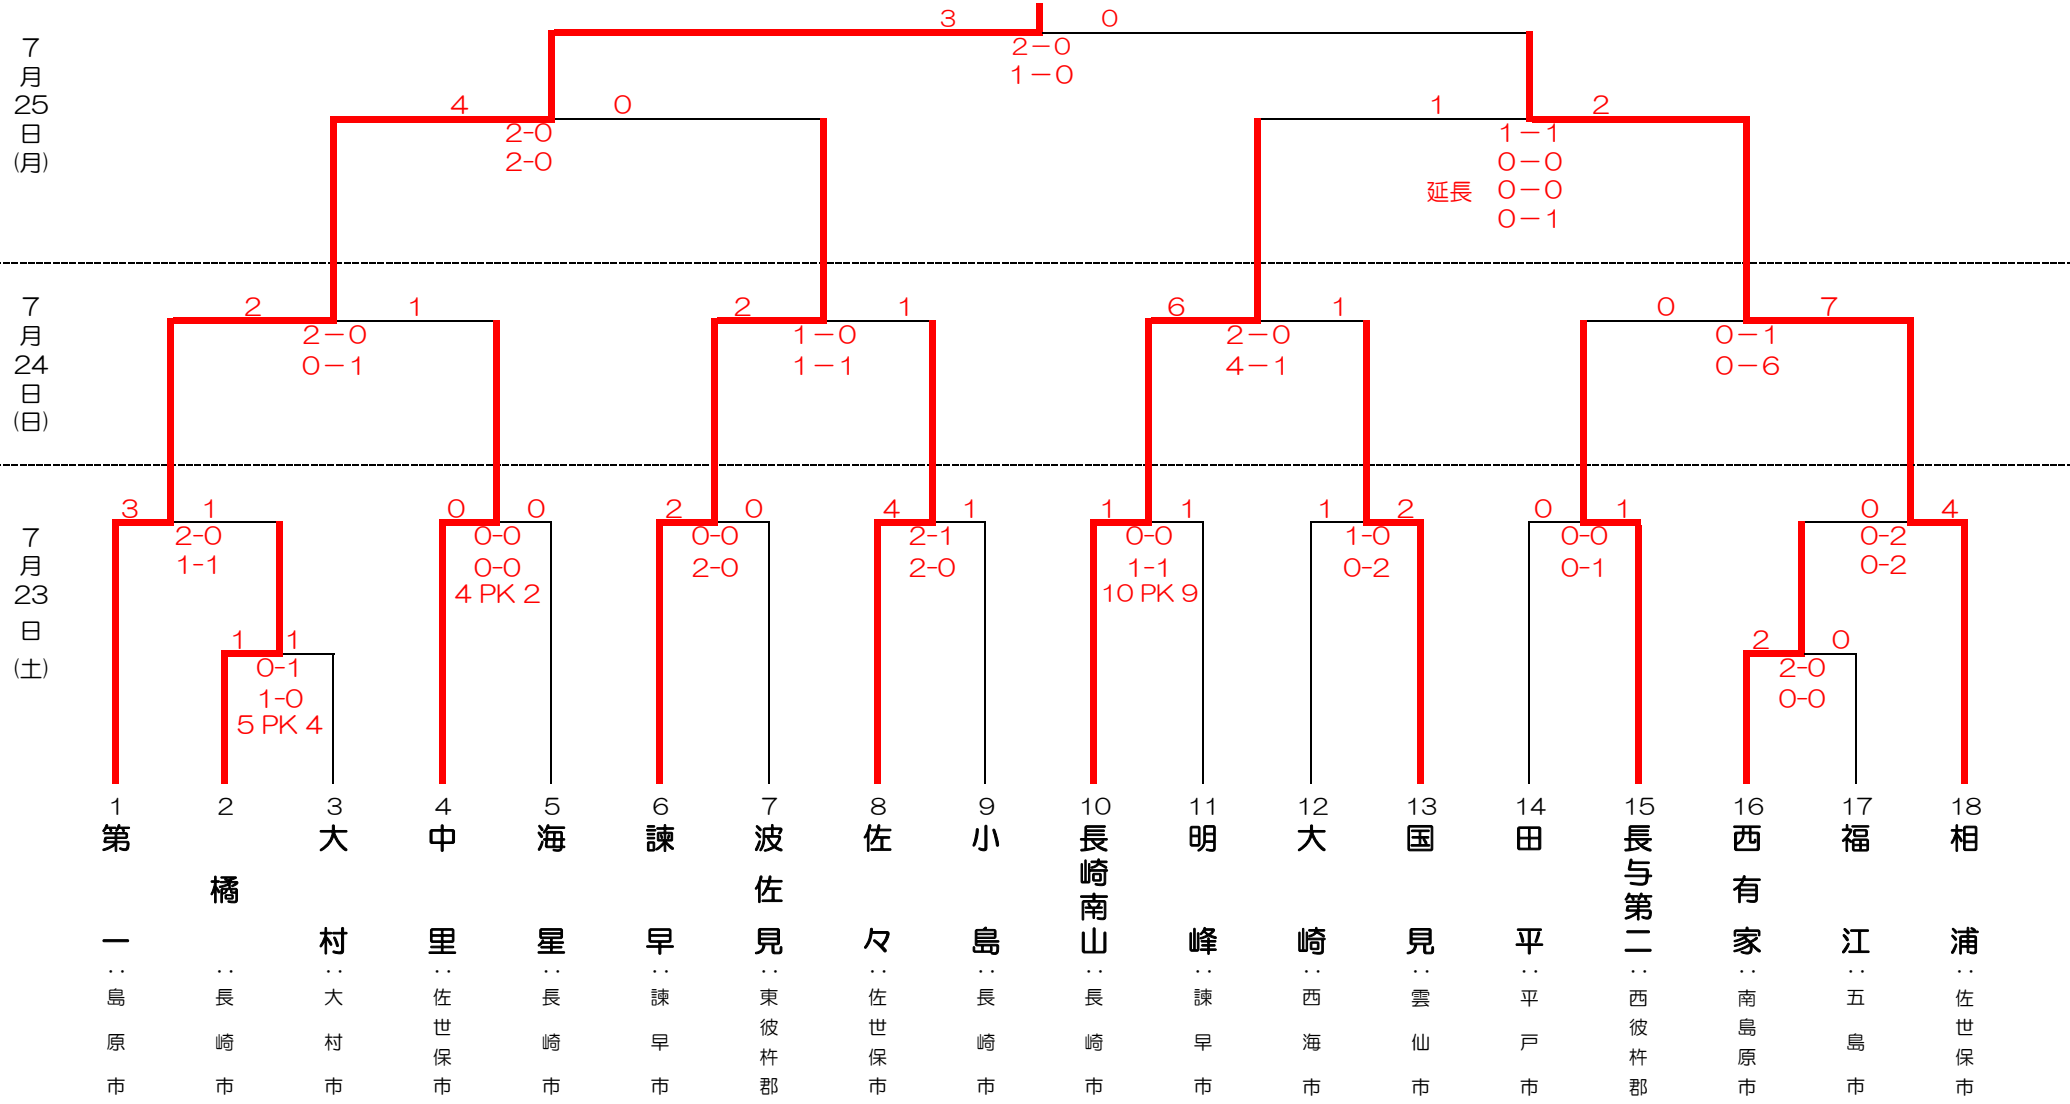 3 0
2－0
1－0
7月25日(月)
4 0
2-0
2-0
1 2
1－1
0－0
延長 0－0
0－1
7月24日(日)
2 1
2－0
0－1
2 1
1－0
1－1
6 1
2－0
4－1
0 7
0－1
0－6
7月23日(土)
3 1
2-0
1-1
0 0
0-0
0-0
4 PK 2
2 0
0-0
2-0
4 1
2-1
2-0
1 1
0-0
1-1
10 PK 9
1 2
1-0
0-2
0 1
0-0
0-1
0 4
0-2
0-2
1 1
0-1
1-0
5 PK 4
2 0
2-0
0-0
1 第一：島原市
2 橘：長崎市
3 大村：大村市
4 中里：佐世保市
5 海星：長崎市
6 諫早：諫早市
7 波佐見：東彼杵郡
8 佐々：佐世保市
9 小島：長崎市
10 長崎南山：長崎市
11 明峰：諫早市
12 大崎：西海市
13 国見：雲仙市
14 田平：平戸市
15 長与第二：西彼杵郡
16 西有家：南島原市
17 福江：五島市
18 相浦：佐世保市